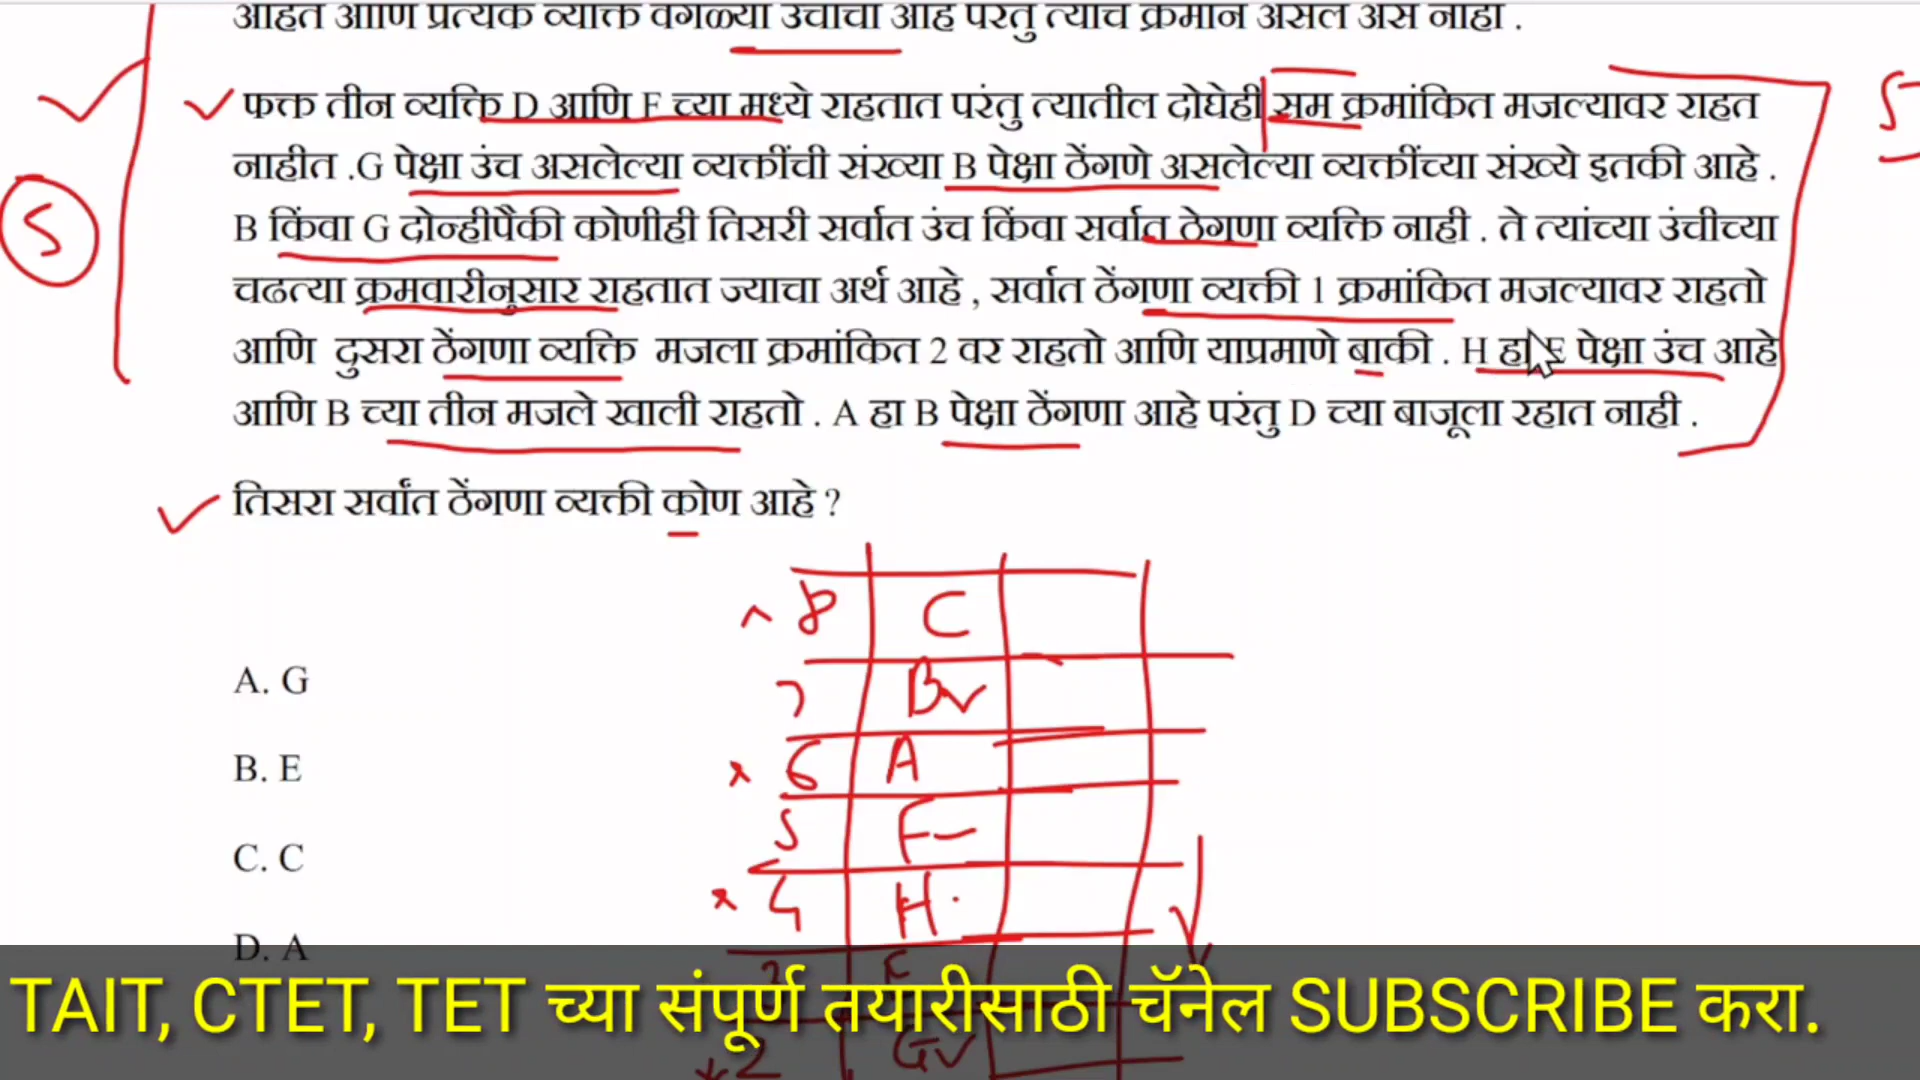 आहेत आणि प्रत्येक व्यक्ति वेगळ्या उंचीची आहे परंतु त्याच क्रमाने असेल असे नाही .
फक्त तीन व्यक्ति D आणि F च्या मध्ये राहतात परंतु त्यातील दोघेही सम क्रमांकित मजल्यावर राहत
नाहीत .G पेक्षा उंच असलेल्या व्यक्तींची संख्या B पेक्षा ठेंगणे असलेल्या व्यक्तींच्या संख्ये इतकी आहे .
B किंवा G दोन्हीपैकी कोणीही तिसरी सर्वात उंच किंवा सर्वात ठेगणा व्यक्ति नाही . ते त्यांच्या उंचीच्या
चढत्या क्रमवारीनुसार राहतात ज्याचा अर्थ आहे , सर्वात ठेंगणा व्यक्ती 1 क्रमांकित मजल्यावर राहतो
आणि दुसरा ठेंगणा व्यक्ति मजला क्रमांकित 2 वर राहतो आणि याप्रमाणे बाकी . H हा E पेक्षा उंच आहे
आणि B च्या तीन मजले खाली राहतो . A हा B पेक्षा ठेंगणा आहे परंतु D च्या बाजूला रहात नाही .
5
तिसरा सर्वांत ठेंगणा व्यक्ती कोण आहे ?
8 C
A. G
7 B
B. E
6 A
5 F
C. C
4 H
D. A
3 E
TAIT, CTET, TET च्या संपूर्ण तयारीसाठी चॅनेल SUBSCRIBE करा.
2 G